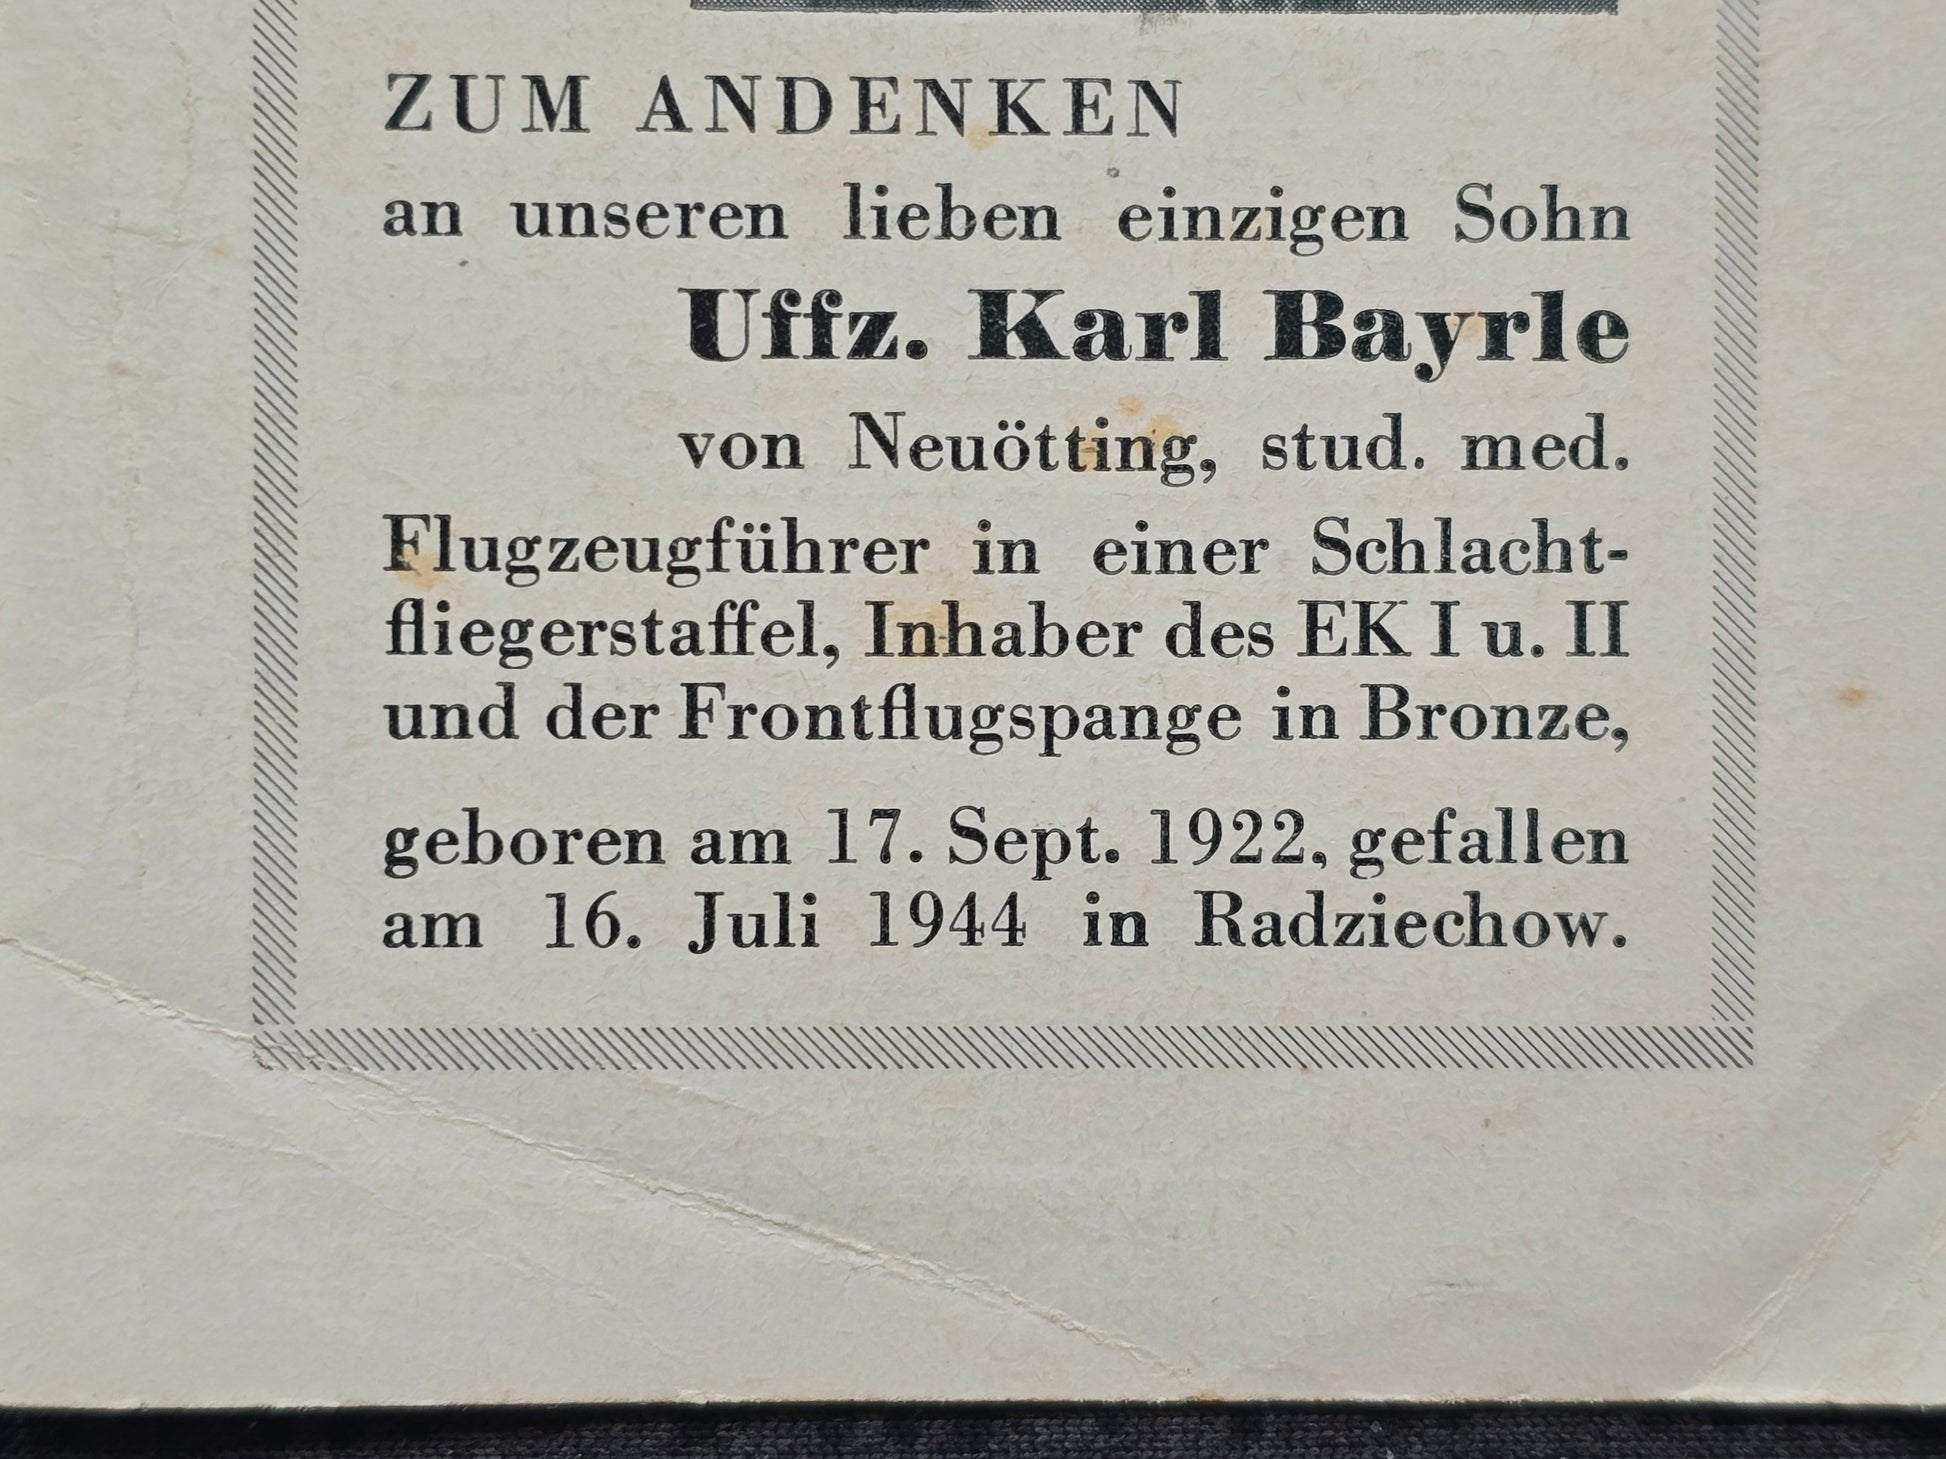 ZUM ANDENKEN
an unseren lieben einzigen Sohn
Uffz. Karl Bayrle
von Neuötting, stud. med.
Flugzeugführer in einer Schlacht-
fliegerstaffel, Inhaber des EK I u. II
und der Frontflugspange in Bronze,
geboren am 17. Sept. 1922, gefallen
am 16. Juli 1944 in Radziechow.